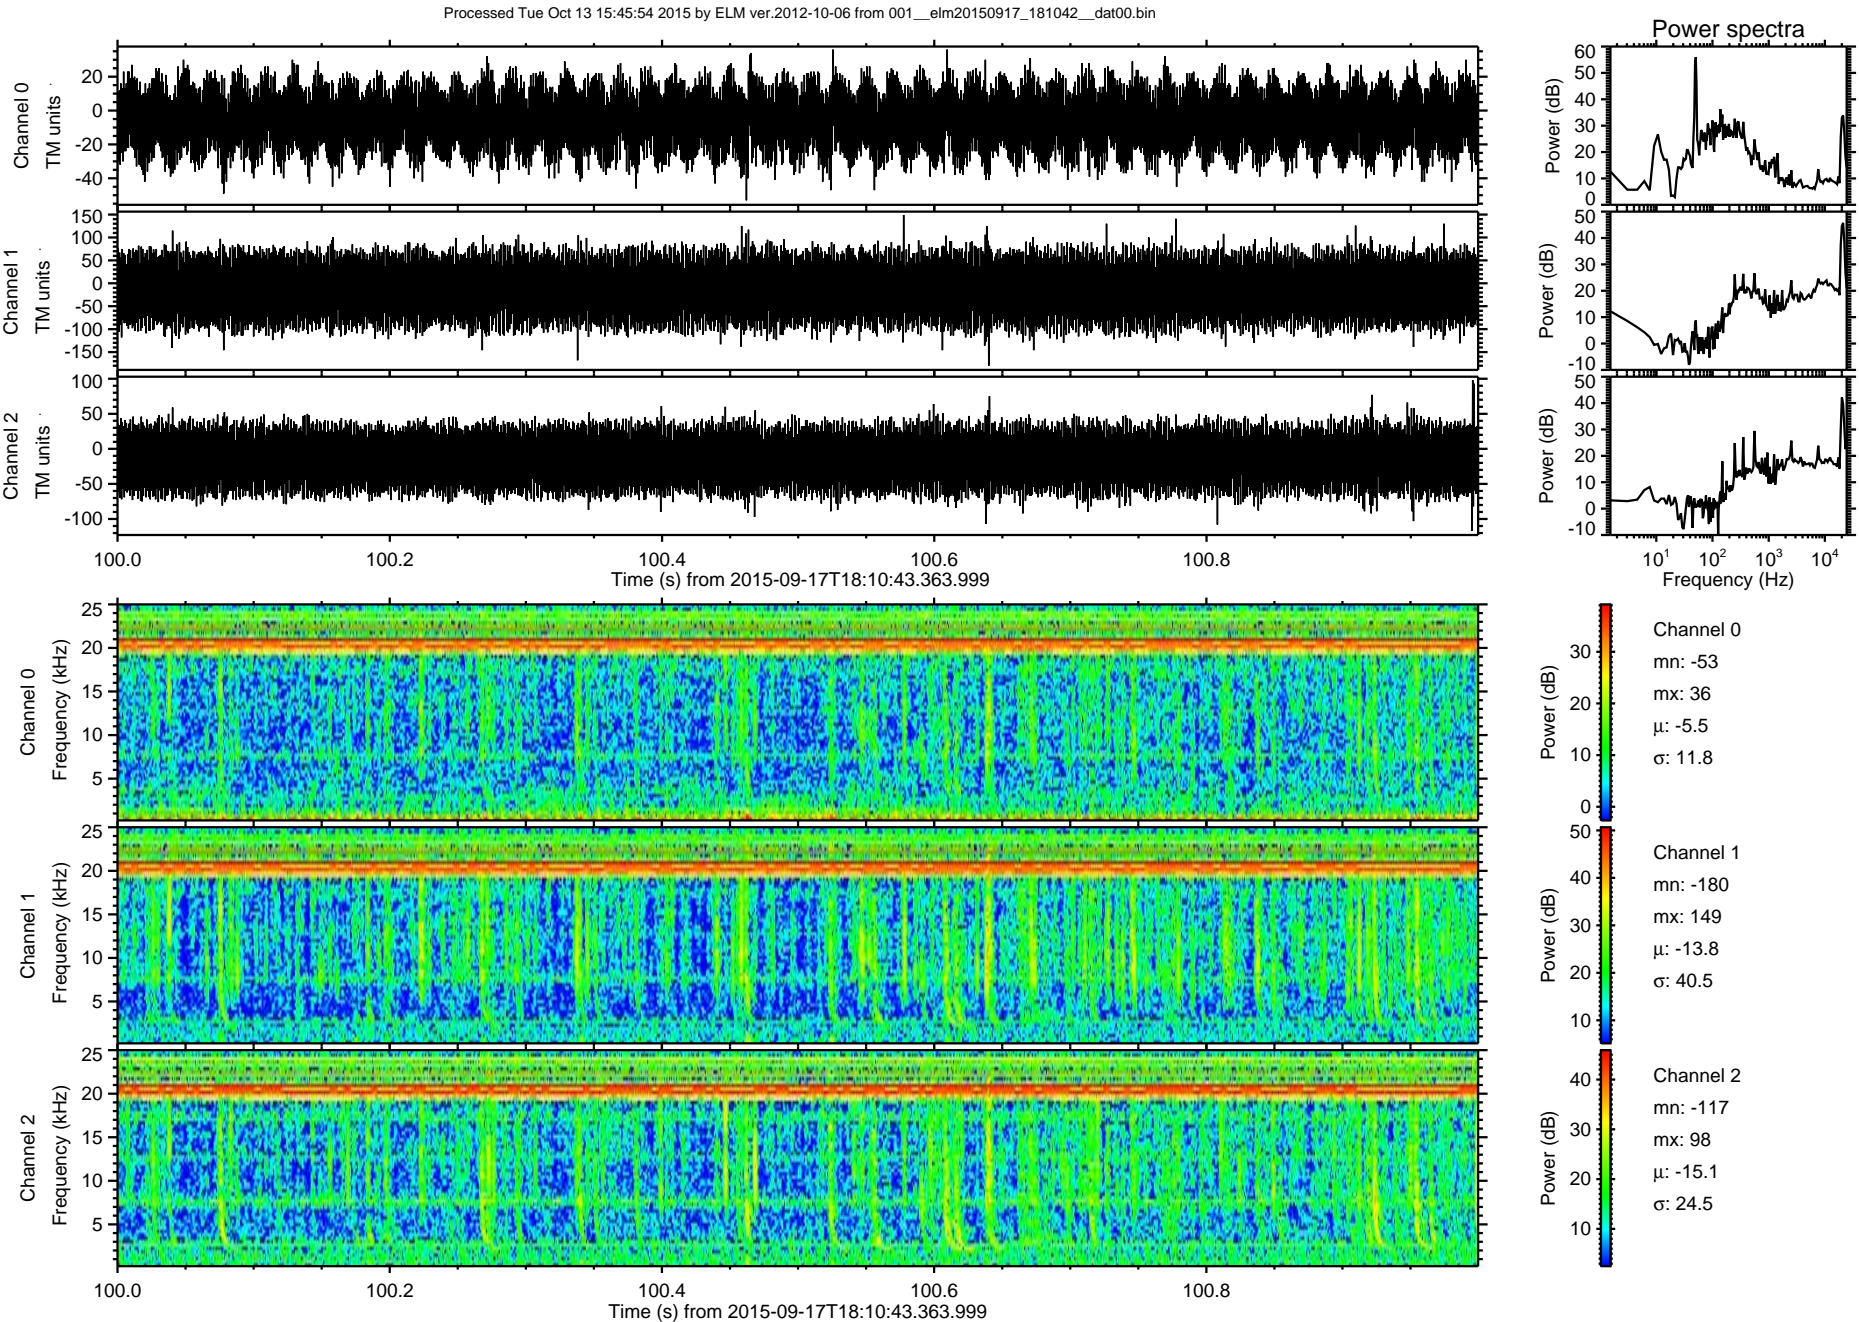 Processed Tue Oct 13 15:45:54 2015 by ELM ver.2012-10-06 from 001__elm20150917_181042__dat00.bin
Power spectra
Channel 0
TM units
20
0
-20
-40
Power (dB)
60
50
40
30
20
10
0
Channel 1
TM units
150
100
50
0
-50
-100
-150
Power (dB)
50
40
30
20
10
0
-10
Channel 2
TM units
100
50
0
-50
-100
Power (dB)
50
40
30
20
10
0
-10
100.0 100.2 100.4 100.6 100.8
Time (s) from 2015-09-17T18:10:43.363.999
10¹ 10² 10³ 10⁴
Frequency (Hz)
Channel 0
Frequency (kHz)
25
20
15
10
5
Power (dB)
30
20
10
0
Channel 0
mn: -53
mx: 36
μ: -5.5
σ: 11.8
Channel 1
Frequency (kHz)
25
20
15
10
5
Power (dB)
50
40
30
20
10
Channel 1
mn: -180
mx: 149
μ: -13.8
σ: 40.5
Channel 2
Frequency (kHz)
25
20
15
10
5
Power (dB)
40
30
20
10
Channel 2
mn: -117
mx: 98
μ: -15.1
σ: 24.5
100.0 100.2 100.4 100.6 100.8
Time (s) from 2015-09-17T18:10:43.363.999